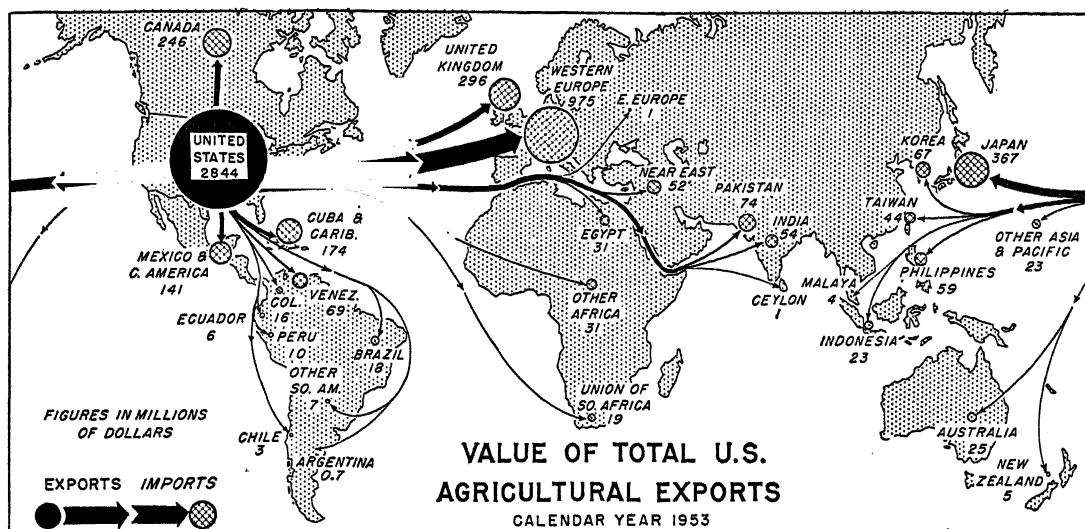 CANADA
246
UNITED
KINGDOM
296
WESTERN
EUROPE
975
E. EUROPE
1
UNITED
STATES
2844
KOREA
67
JAPAN
367
NEAR EAST
52
PAKISTAN
74
TAIWAN
44
CUBA &
CARIB.
174
EGYPT
31
INDIA
54
OTHER ASIA
& PACIFIC
23
MEXICO &
C. AMERICA
141
COL.
16
VENEZ.
69
OTHER
AFRICA
31
CEYLON
1
MALAYA
4
PHILIPPINES
59
ECUADOR
6
PERU
10
BRAZIL
18
INDONESIA
23
OTHER
SO. AM.
7
UNION OF
SO. AFRICA
19
FIGURES IN MILLIONS
OF DOLLARS
CHILE
3
ARGENTINA
0.7
AUSTRALIA
25
NEW
ZEALAND
5
EXPORTS IMPORTS
VALUE OF TOTAL U.S.
AGRICULTURAL EXPORTS
CALENDAR YEAR 1953